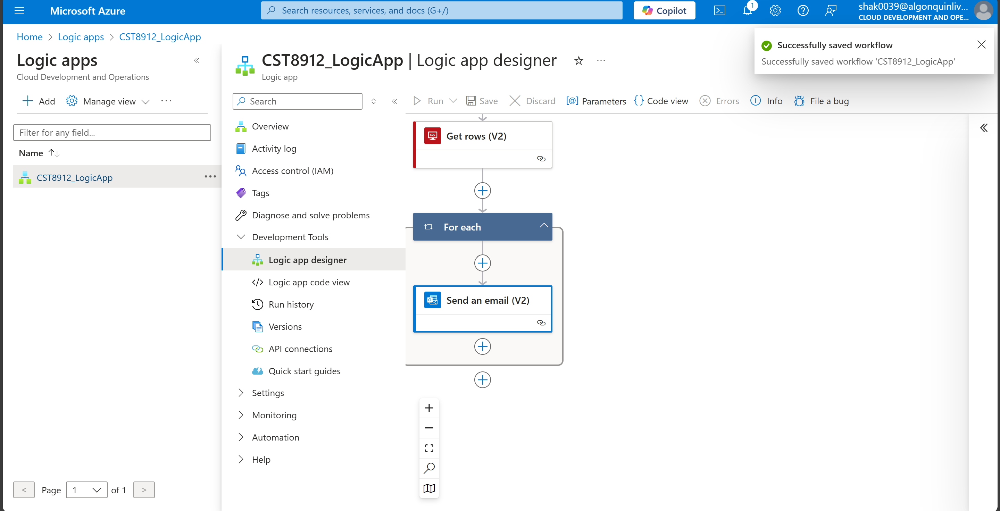 Microsoft Azure
Search resources, services, and docs (G+/)
Copilot
1
shak0039@algonquinliv...
CLOUD DEVELOPMENT AND OPE...
Home > Logic apps > CST8912_LogicApp
Successfully saved workflow
Successfully saved workflow 'CST8912_LogicApp'
Logic apps
Cloud Development and Operations
CST8912_LogicApp | Logic app designer
Logic app
Add
Manage view
Search
Run
Save
Discard
Parameters
Code view
Errors
Info
File a bug
Filter for any field...
Name
CST8912_LogicApp
Overview
Activity log
Access control (IAM)
Tags
Diagnose and solve problems
Development Tools
Logic app designer
Logic app code view
Run history
Versions
API connections
Quick start guides
Settings
Monitoring
Automation
Help
SQL
Get rows (V2)
For each
Send an email (V2)
< Page 1 of 1 >